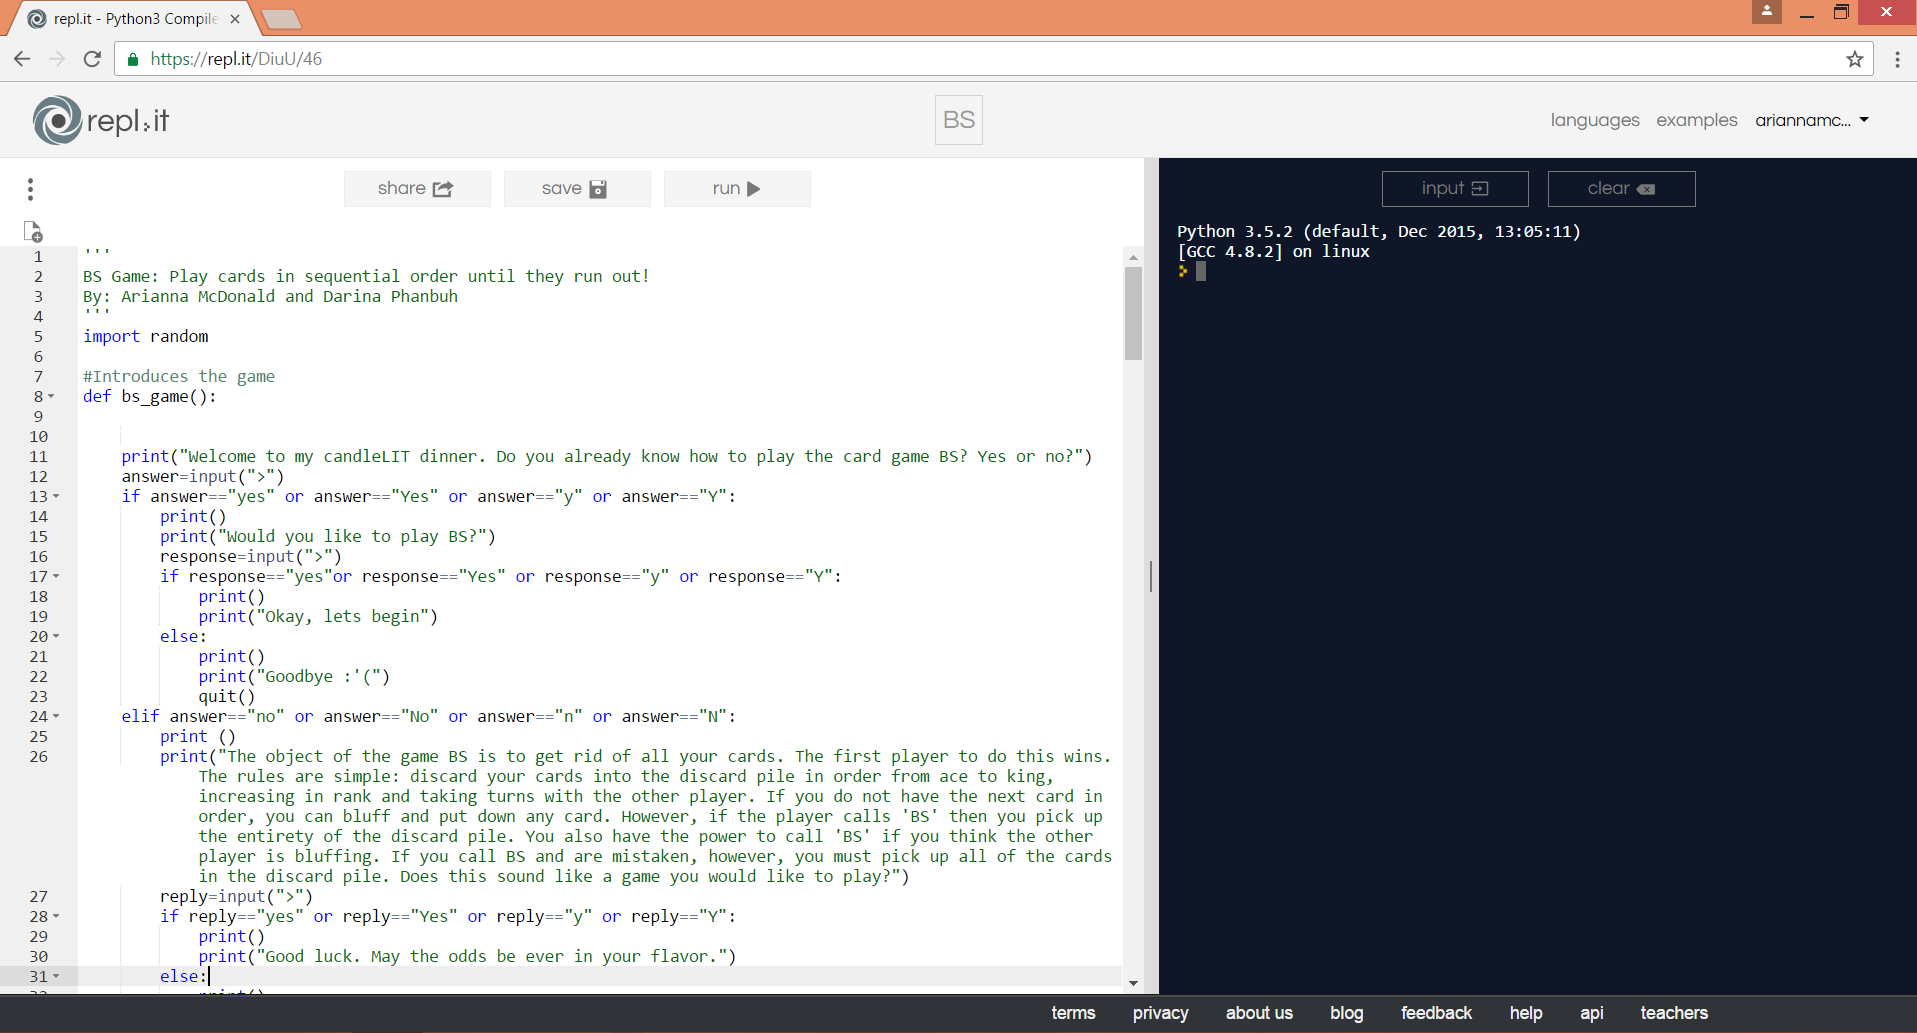 repl.it - Python3 Compile
https://repl.it/DiuU/46
repl.it
BS
languages examples ariannamc...
share save run
input clear
Python 3.5.2 (default, Dec 2015, 13:05:11)
[GCC 4.8.2] on linux
1 '''
2 BS Game: Play cards in sequential order until they run out!
3 By: Arianna McDonald and Darina Phanbuh
4 '''
5 import random
6
7 #Introduces the game
8 def bs_game():
9
10
11 print("Welcome to my candleLIT dinner. Do you already know how to play the card game BS? Yes or no?")
12 answer=input(">")
13 if answer=="yes" or answer=="Yes" or answer=="y" or answer=="Y":
14 print()
15 print("Would you like to play BS?")
16 response=input(">")
17 if response=="yes"or response=="Yes" or response=="y" or response=="Y":
18 print()
19 print("Okay, lets begin")
20 else:
21 print()
22 print("Goodbye :'(")
23 quit()
24 elif answer=="no" or answer=="No" or answer=="n" or answer=="N":
25 print ()
26 print("The object of the game BS is to get rid of all your cards. The first player to do this wins.
The rules are simple: discard your cards into the discard pile in order from ace to king,
increasing in rank and taking turns with the other player. If you do not have the next card in
order, you can bluff and put down any card. However, if the player calls 'BS' then you pick up
the entirety of the discard pile. You also have the power to call 'BS' if you think the other
player is bluffing. If you call BS and are mistaken, however, you must pick up all of the cards
in the discard pile. Does this sound like a game you would like to play?")
27 reply=input(">")
28 if reply=="yes" or reply=="Yes" or reply=="y" or reply=="Y":
29 print()
30 print("Good luck. May the odds be ever in your flavor.")
31 else:
terms privacy about us blog feedback help api teachers